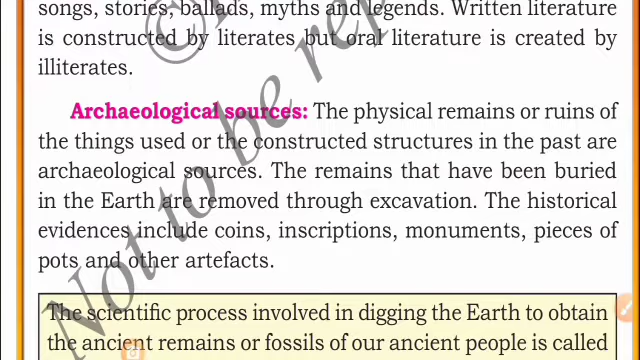 songs, stories, ballads, myths and legends. Written literature
is constructed by literates but oral literature is created by
illiterates.
Archaeological sources: The physical remains or ruins of
the things used or the constructed structures in the past are
archaeological sources. The remains that have been buried
in the Earth are removed through excavation. The historical
evidences include coins, inscriptions, monuments, pieces of
pots and other artefacts.
The scientific process involved in digging the Earth to obtain
the ancient remains or fossils of our ancient people is called
Not to be rep